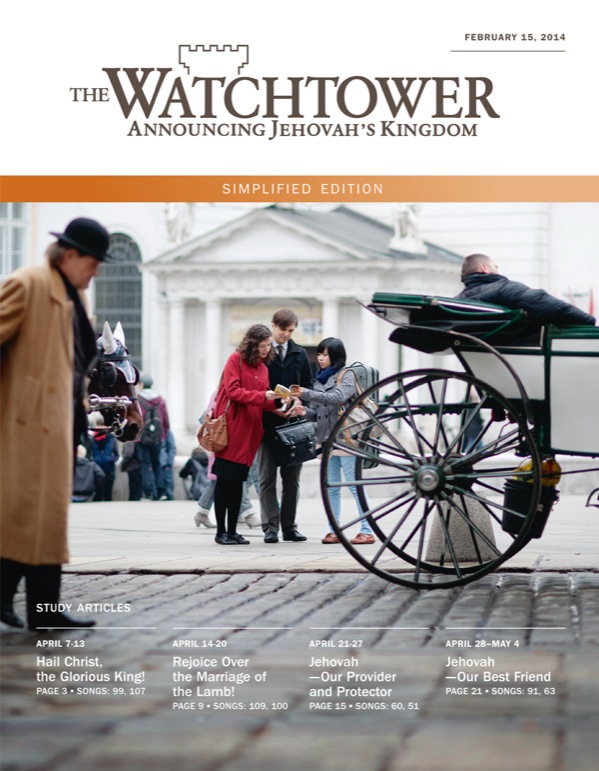 FEBRUARY 15, 2014
THE WATCHTOWER
ANNOUNCING JEHOVAH'S KINGDOM
SIMPLIFIED EDITION
STUDY ARTICLES
APRIL 7-13
Hail Christ,
the Glorious King!
PAGE 3 • SONGS: 99, 107
APRIL 14-20
Rejoice Over
the Marriage of
the Lamb!
PAGE 9 • SONGS: 109, 100
APRIL 21-27
Jehovah
—Our Provider
and Protector
PAGE 15 • SONGS: 60, 51
APRIL 28–MAY 4
Jehovah
—Our Best Friend
PAGE 21 • SONGS: 91, 63